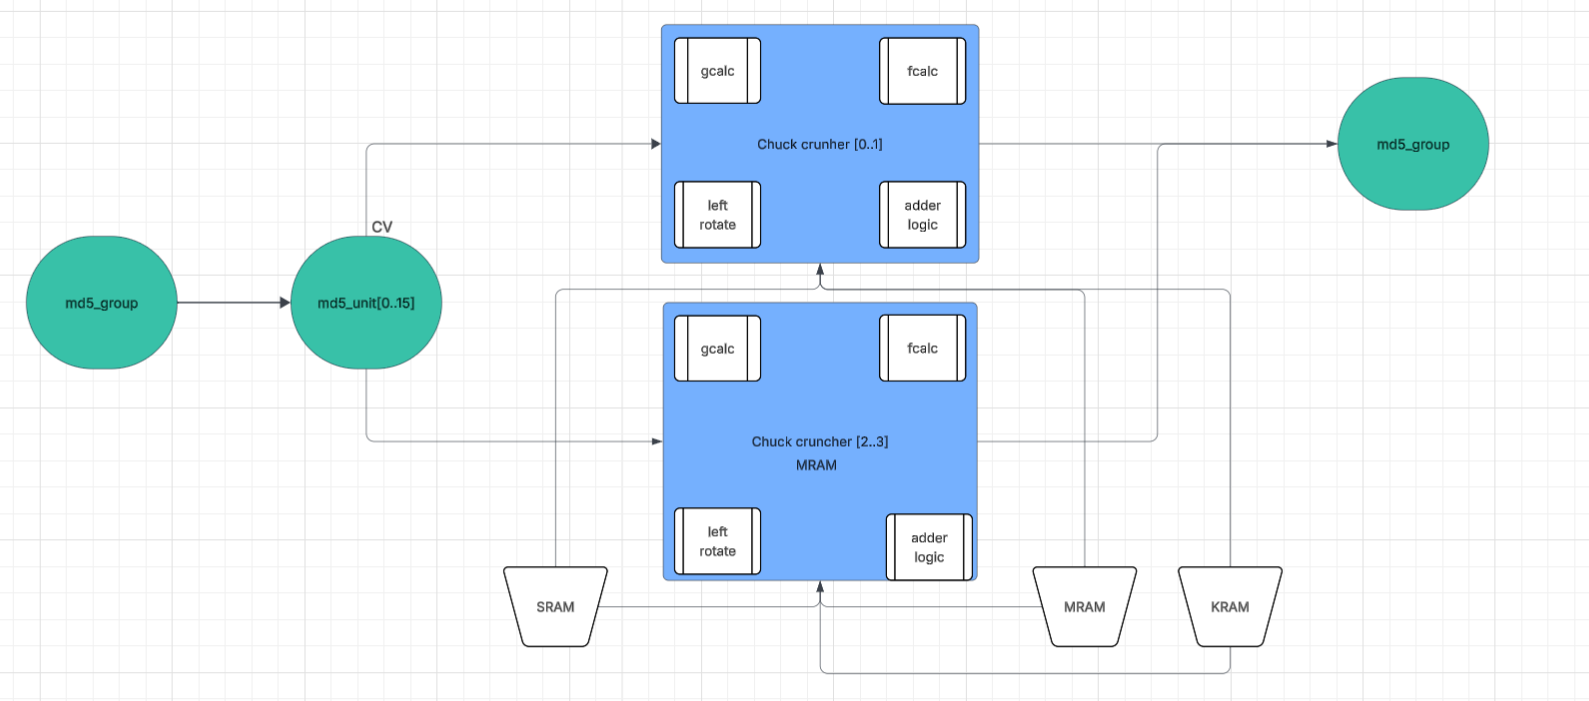 gcalc
fcalc
Chuck crunher [0..1]
md5_group
left
rotate
adder
logic
CV
md5_group
md5_unit[0..15]
gcalc
fcalc
Chuck cruncher [2..3]
MRAM
left
rotate
adder
logic
SRAM
MRAM
KRAM